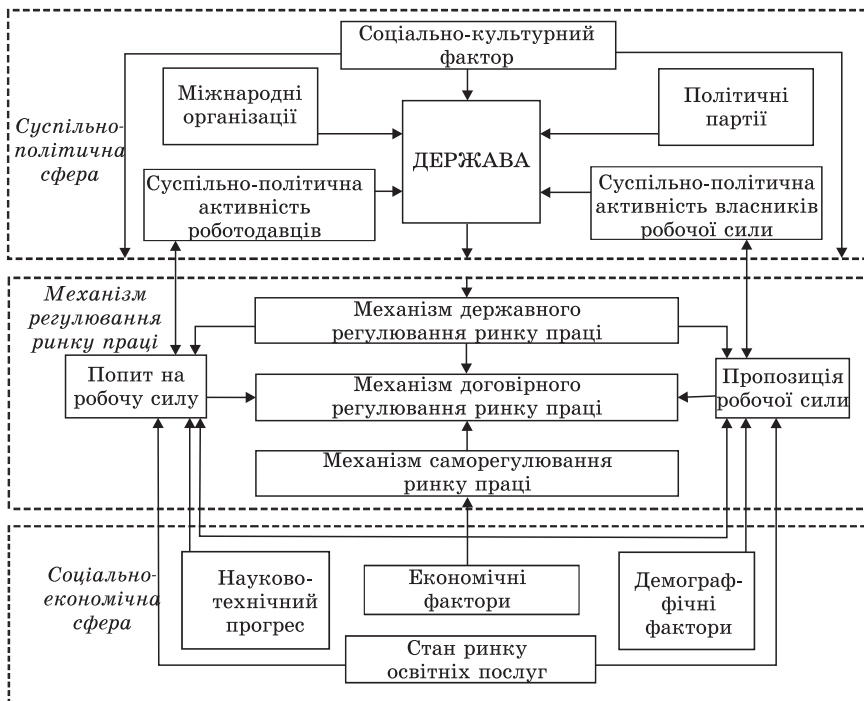 Соціально-культурний
фактор
Міжнародні
організації
Політичні
партії
Суспільно-
політична
сфера
ДЕРЖАВА
Суспільно-політична
активність
роботодавців
Суспільно-політична
активність власників
робочої сили
Механізм
регулювання
ринку праці
Механізм державного
регулювання ринку праці
Попит на
робочу силу
Механізм договірного
регулювання ринку праці
Пропозиція
робочої сили
Механізм саморегулювання
ринку праці
Соціально-
економічна
сфера
Науково-
технічний
прогрес
Економічні
фактори
Демограф-
фічні
фактори
Стан ринку
освітніх послуг